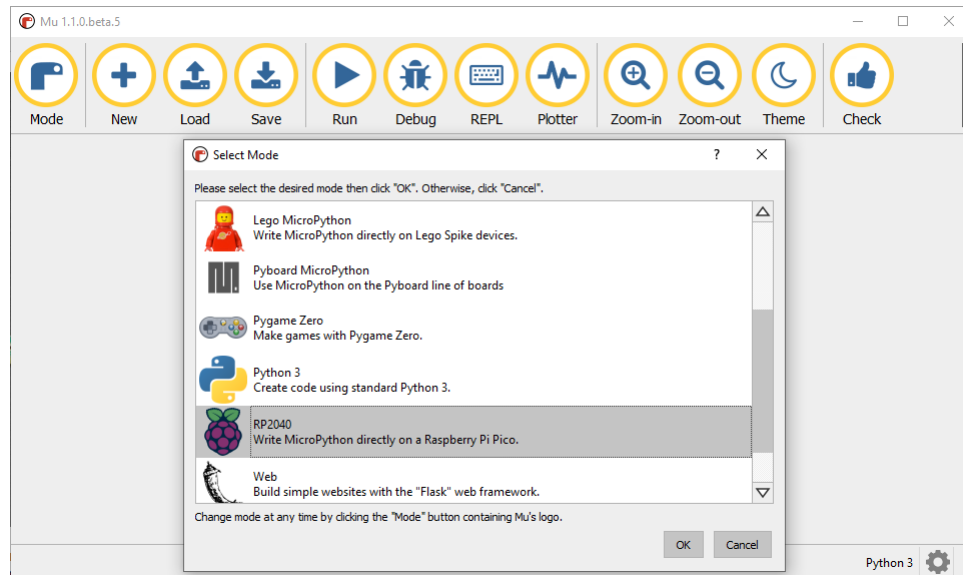 Mu 1.1.0.beta.5
Mode New Load Save Run Debug REPL Plotter Zoom-in Zoom-out Theme Check
Select Mode
Please select the desired mode then click "OK". Otherwise, click "Cancel".
Lego MicroPython
Write MicroPython directly on Lego Spike devices.
Pyboard MicroPython
Use MicroPython on the Pyboard line of boards
Pygame Zero
Make games with Pygame Zero.
Python 3
Create code using standard Python 3.
RP2040
Write MicroPython directly on a Raspberry Pi Pico.
Web
Build simple websites with the "Flask" web framework.
Change mode at any time by clicking the "Mode" button containing Mu's logo.
OK Cancel
Python 3